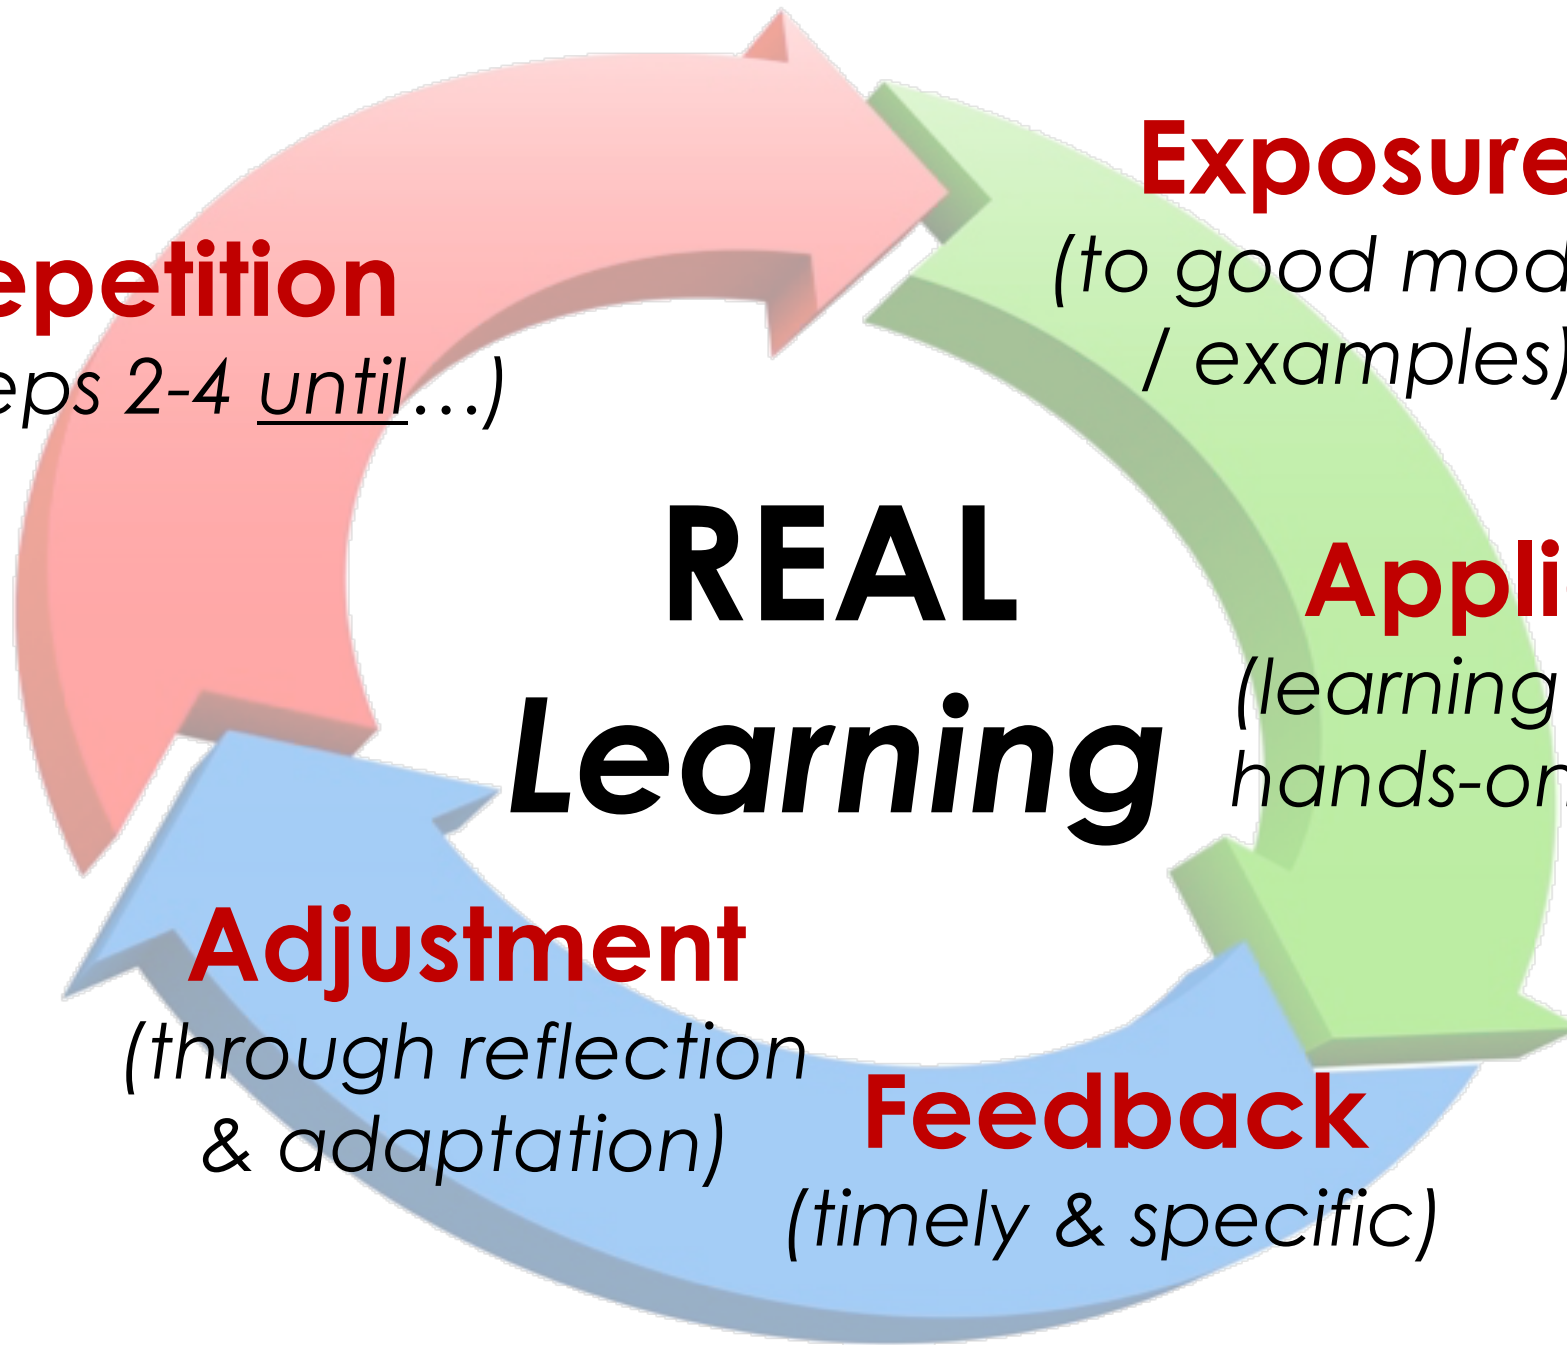 Exposure
(to good mod
/ examples)
Appli
(learning
hands-on
Feedback
(timely & specific)
Adjustment
(through reflection
& adaptation)
epetition
eps 2-4 until…)
REAL
Learning